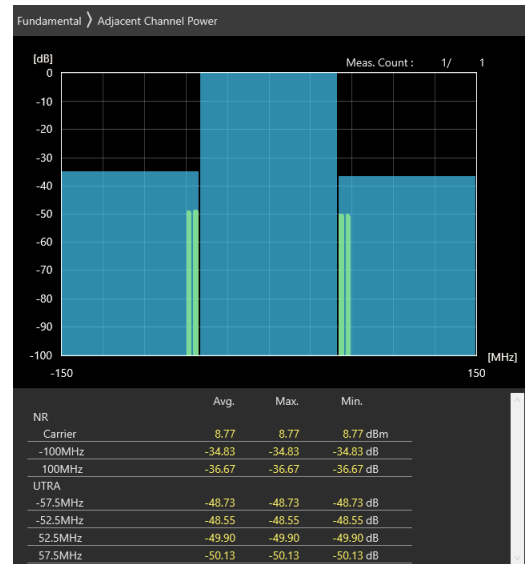 Fundamental 〉 Adjacent Channel Power
[dB] Meas. Count : 1/ 1
0
-10
-20
-30
-40
-50
-60
-70
-80
-90
-100 [MHz]
-150 150
Avg. Max. Min.
NR
Carrier 8.77 8.77 8.77 dBm
-100MHz -34.83 -34.83 -34.83 dB
100MHz -36.67 -36.67 -36.67 dB
UTRA
-57.5MHz -48.73 -48.73 -48.73 dB
-52.5MHz -48.55 -48.55 -48.55 dB
52.5MHz -49.90 -49.90 -49.90 dB
57.5MHz -50.13 -50.13 -50.13 dB